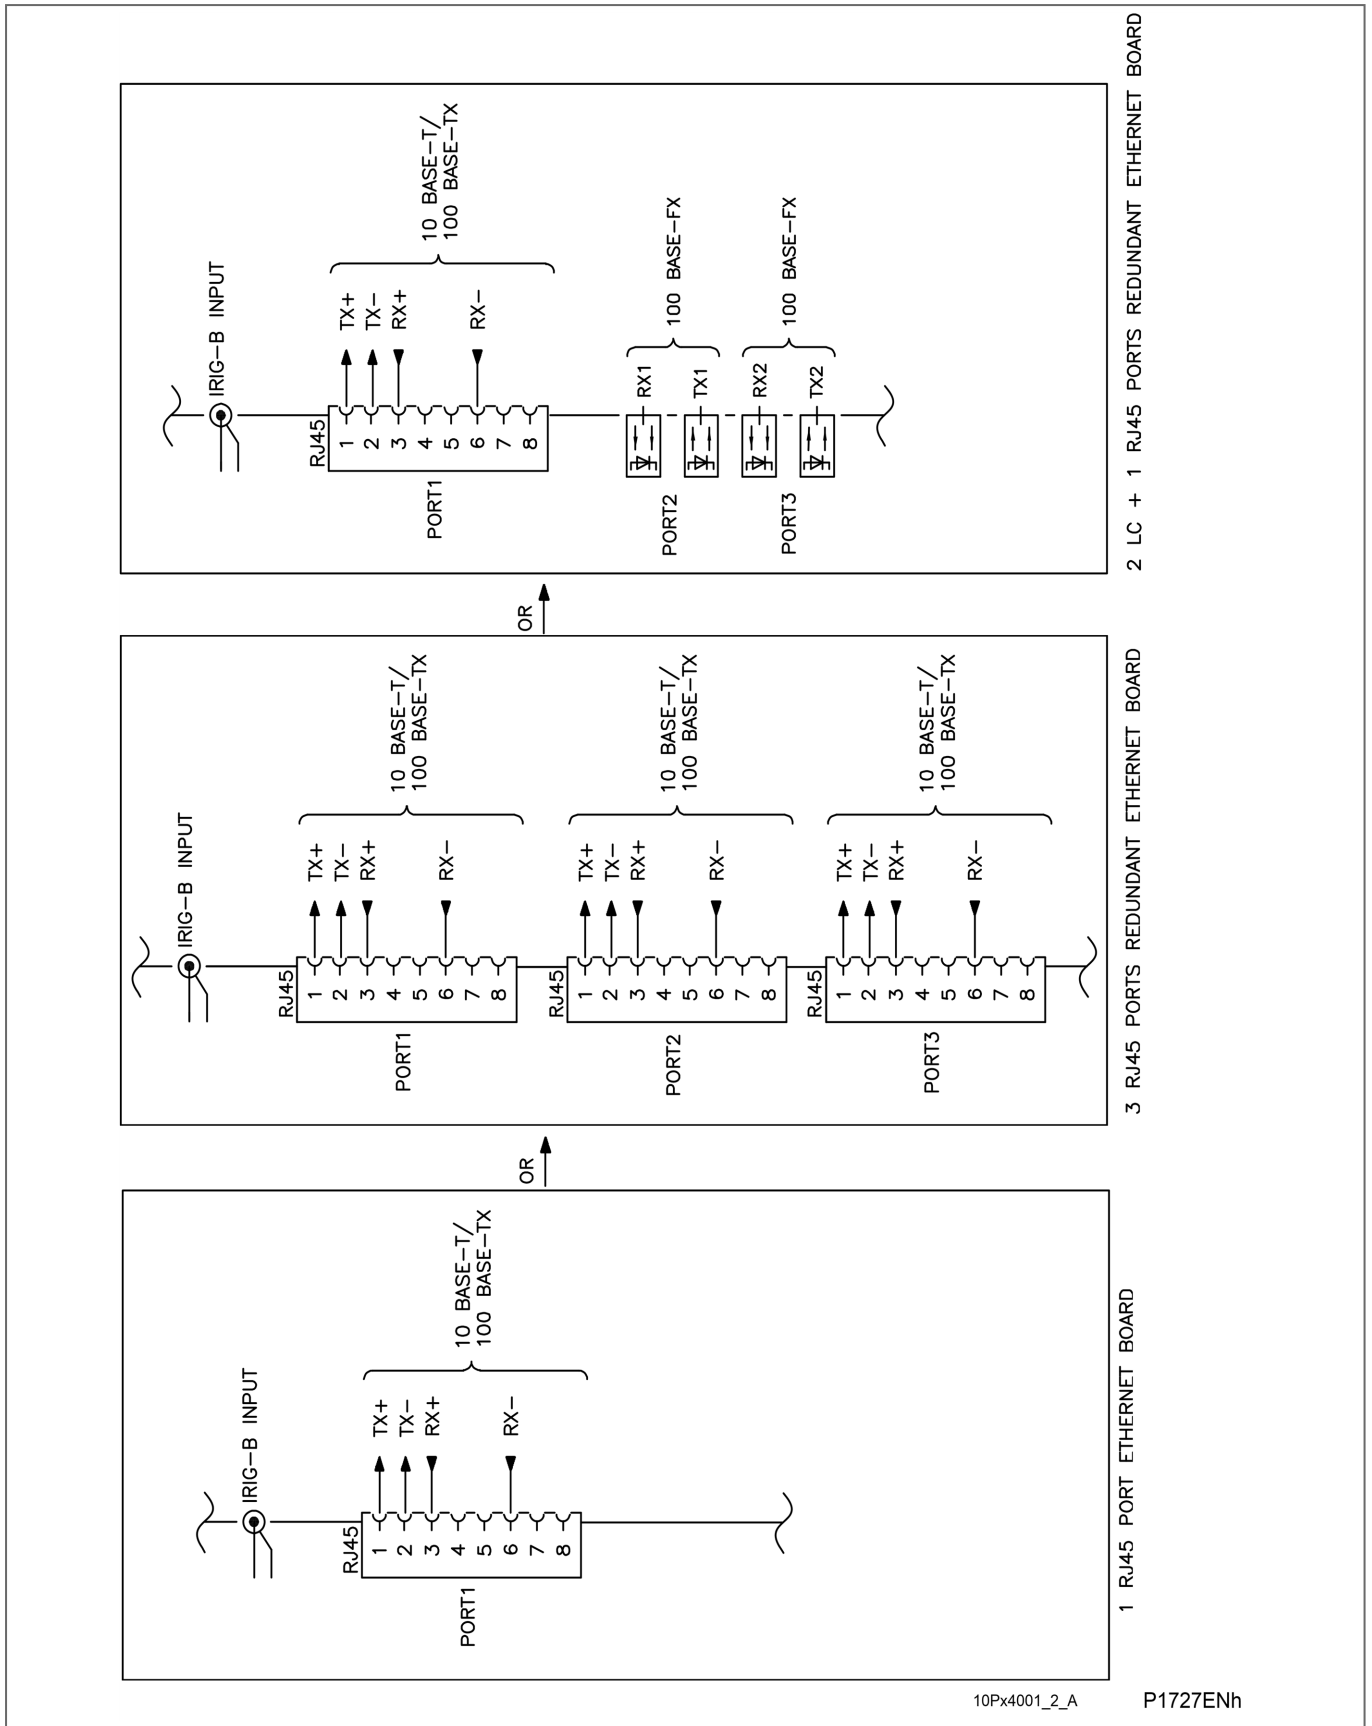 IRIG-B INPUT
RJ45
1
2
3
4
5
6
7
8
TX+
TX-
RX+
RX-
10 BASE-T/
100 BASE-TX
PORT1
1 RJ45 PORT ETHERNET BOARD
OR
IRIG-B INPUT
RJ45
1
2
3
4
5
6
7
8
TX+
TX-
RX+
RX-
10 BASE-T/
100 BASE-TX
PORT1
RJ45
1
2
3
4
5
6
7
8
TX+
TX-
RX+
RX-
10 BASE-T/
100 BASE-TX
PORT2
RJ45
1
2
3
4
5
6
7
8
TX+
TX-
RX+
RX-
10 BASE-T/
100 BASE-TX
PORT3
3 RJ45 PORTS REDUNDANT ETHERNET BOARD
OR
IRIG-B INPUT
RJ45
1
2
3
4
5
6
7
8
TX+
TX-
RX+
RX-
10 BASE-T/
100 BASE-TX
PORT1
RX1
TX1
100 BASE-FX
PORT2
RX2
TX2
100 BASE-FX
PORT3
2 LC + 1 RJ45 PORTS REDUNDANT ETHERNET BOARD
10Px4001_2_A
P1727ENh